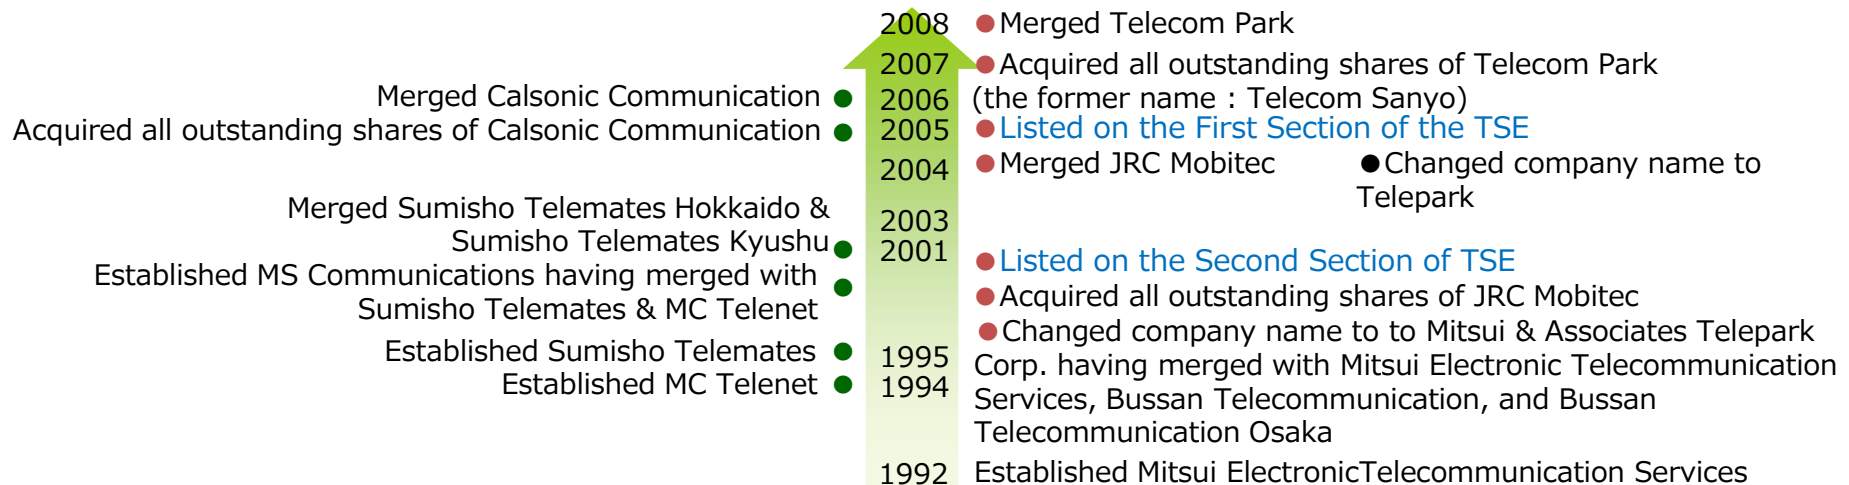 2008 ●Merged Telecom Park
2007 ●Acquired all outstanding shares of Telecom Park
Merged Calsonic Communication ● 2006 (the former name : Telecom Sanyo)
Acquired all outstanding shares of Calsonic Communication ● 2005 ●Listed on the First Section of the TSE
2004 ●Merged JRC Mobitec ●Changed company name to
Telepark
Merged Sumisho Telemates Hokkaido & 2003
Sumisho Telemates Kyushu ● 2001
●Listed on the Second Section of TSE
Established MS Communications having merged with ●
Sumisho Telemates & MC Telenet
●Acquired all outstanding shares of JRC Mobitec
●Changed company name to to Mitsui & Associates Telepark
Established Sumisho Telemates ● 1995 Corp. having merged with Mitsui Electronic Telecommunication
Established MC Telenet ● 1994 Services, Bussan Telecommunication, and Bussan
Telecommunication Osaka
1992 Established Mitsui ElectronicTelecommunication Services